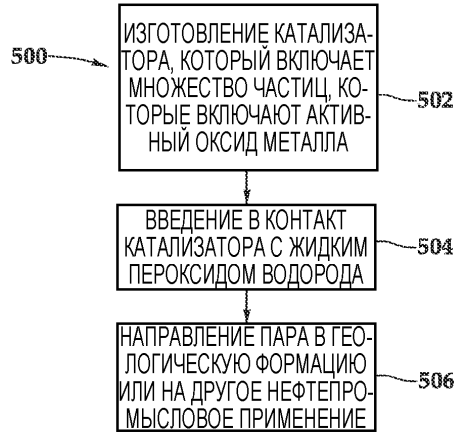 500
ИЗГОТОВЛЕНИЕ КАТАЛИЗА-
ТОРА, КОТОРЫЙ ВКЛЮЧАЕТ
МНОЖЕСТВО ЧАСТИЦ, КО-
ТОРЫЕ ВКЛЮЧАЮТ АКТИВ-
НЫЙ ОКСИД МЕТАЛЛА
502
ВВЕДЕНИЕ В КОНТАКТ
КАТАЛИЗАТОРА С ЖИДКИМ
ПЕРОКСИДОМ ВОДОРОДА
504
НАПРАВЛЕНИЕ ПАРА В ГЕО-
ЛОГИЧЕСКУЮ ФОРМАЦИЮ
ИЛИ НА ДРУГОЕ НЕФТЕПРО-
МЫСЛОВОЕ ПРИМЕНЕНИЕ
506